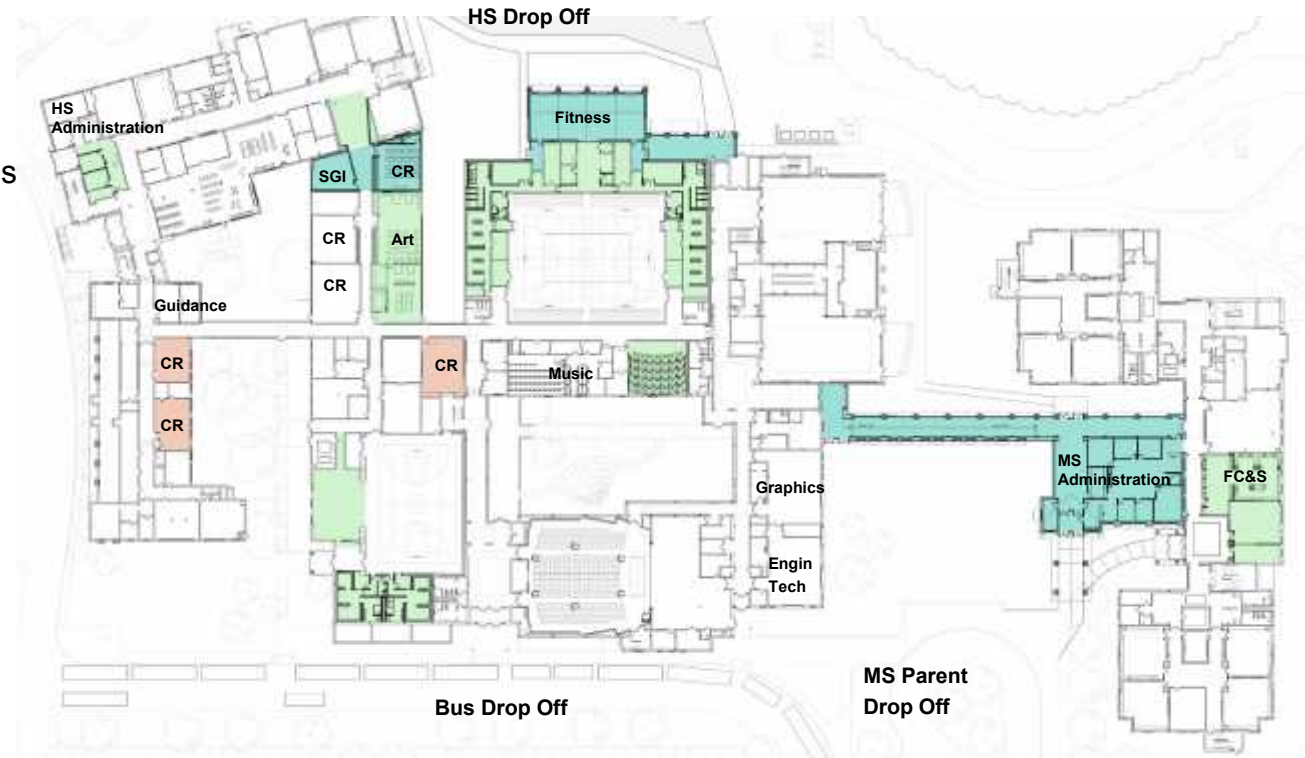 HS Drop Off
HS
Administration
Fitness
S
SGI
CR
CR
Art
CR
Guidance
CR
CR
Music
CR
MS
Administration
FC&S
Graphics
Engin
Tech
MS Parent
Drop Off
Bus Drop Off